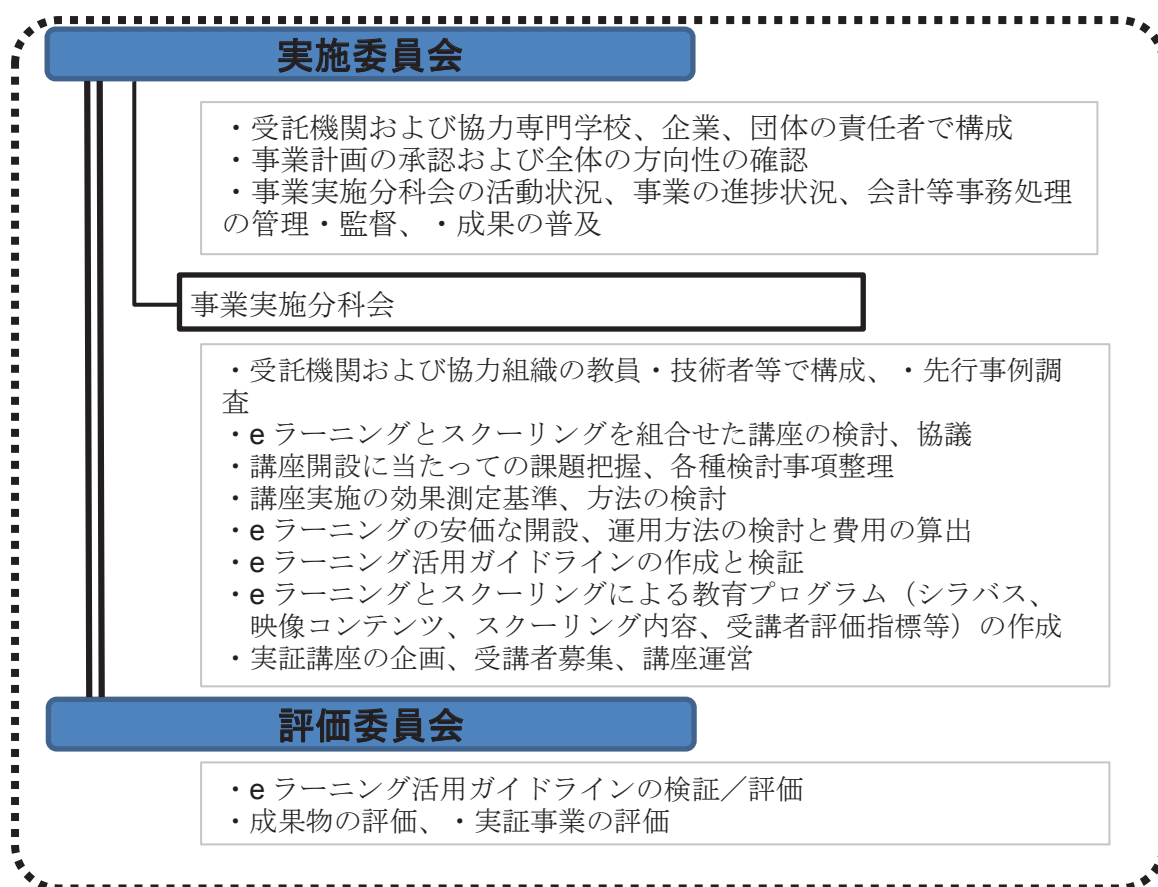 実施委員会
・受託機関および協力専門学校、企業、団体の責任者で構成
・事業計画の承認および全体の方向性の確認
・事業実施分科会の活動状況、事業の進捗状況、会計等事務処理
の管理・監督、・成果の普及
事業実施分科会
・受託機関および協力組織の教員・技術者等で構成、・先行事例調
査
・e ラーニングとスクーリングを組合せた講座の検討、協議
・講座開設に当たっての課題把握、各種検討事項整理
・講座実施の効果測定基準、方法の検討
・e ラーニングの安価な開設、運用方法の検討と費用の算出
・e ラーニング活用ガイドラインの作成と検証
・e ラーニングとスクーリングによる教育プログラム（シラバス、
映像コンテンツ、スクーリング内容、受講者評価指標等）の作成
・実証講座の企画、受講者募集、講座運営
評価委員会
・e ラーニング活用ガイドラインの検証／評価
・成果物の評価、・実証事業の評価